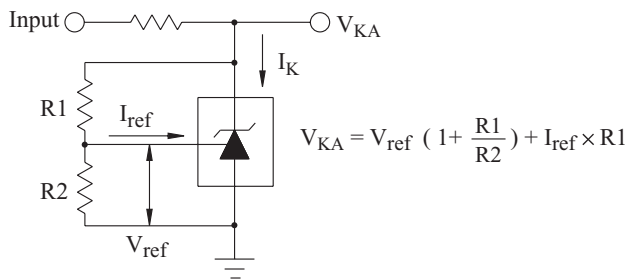 Input
V_KA
I_K
R1
I_ref
V_KA = V_ref ( 1+ R1/R2 ) + I_ref × R1
R2
V_ref